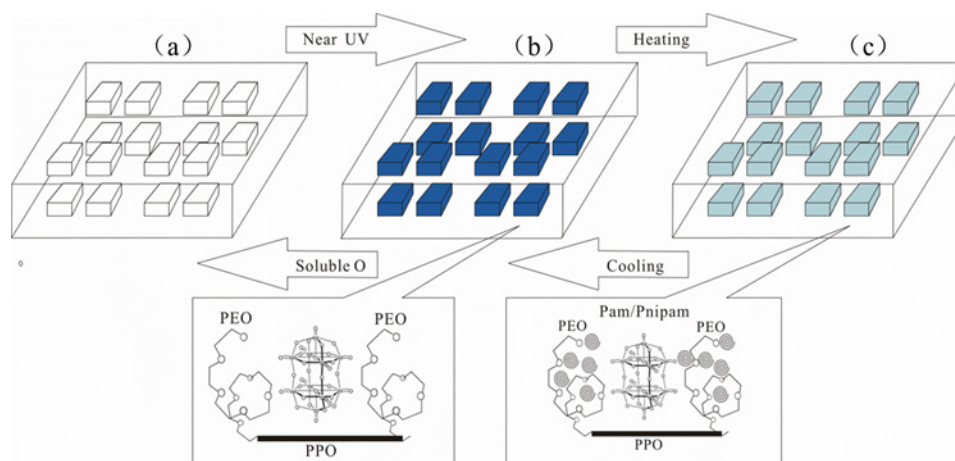 (a)
Near UV
(b)
Heating
(c)
Soluble O
Cooling
PEO
PEO
PPO
Pam/Pnipam
PEO
PEO
PPO